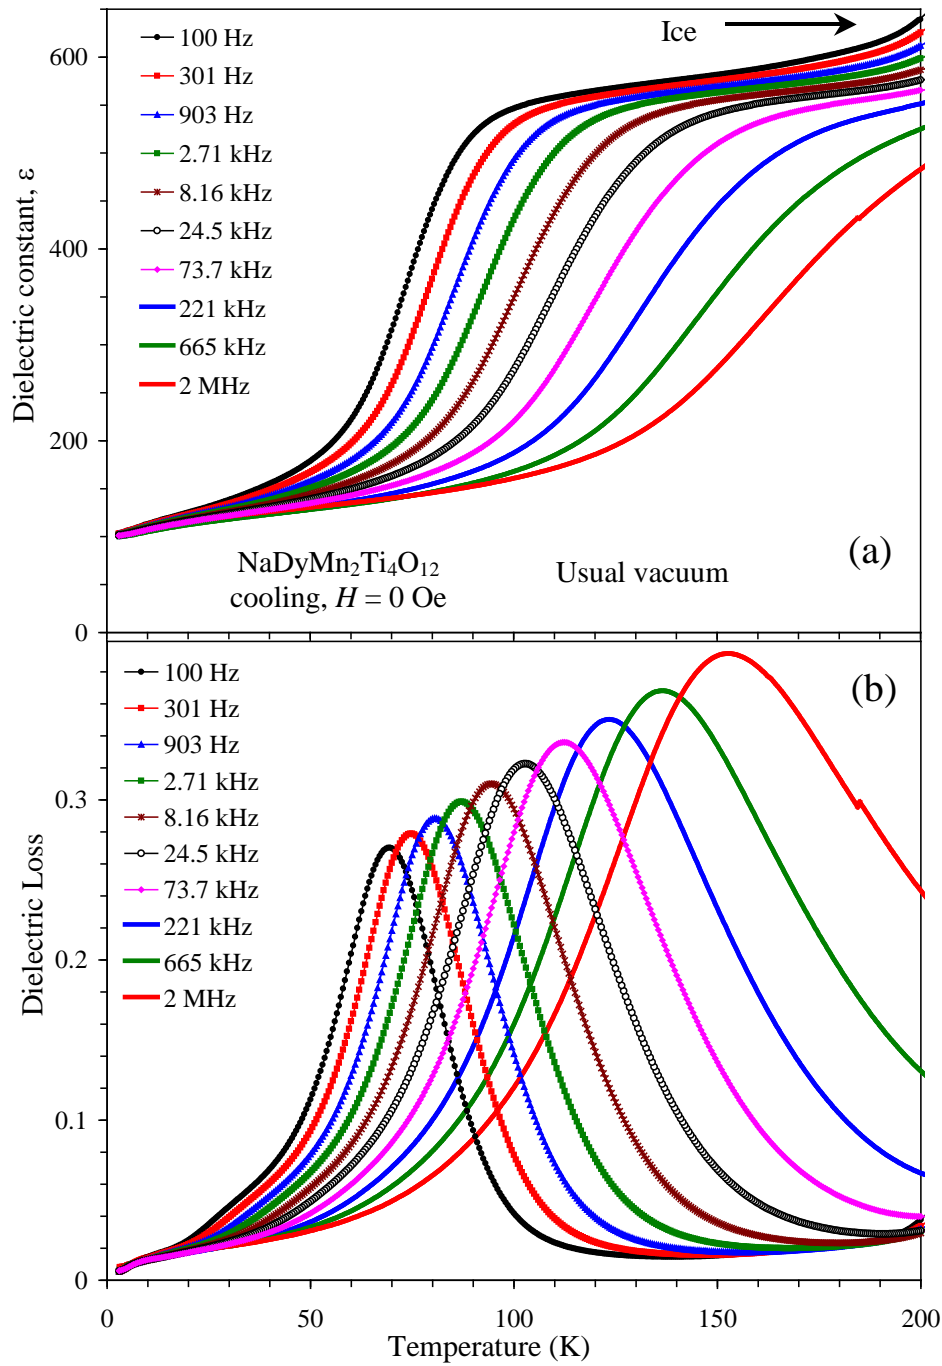 Ice
100 Hz
301 Hz
903 Hz
2.71 kHz
8.16 kHz
24.5 kHz
73.7 kHz
221 kHz
665 kHz
2 MHz
600
400
200
0
Dielectric constant, ε
(a)
NaDyMn₂Ti₄O₁₂
cooling, H = 0 Oe
Usual vacuum
(b)
100 Hz
301 Hz
903 Hz
2.71 kHz
8.16 kHz
24.5 kHz
73.7 kHz
221 kHz
665 kHz
2 MHz
0.3
0.2
0.1
0
Dielectric Loss
0 50 100 150 200
Temperature (K)